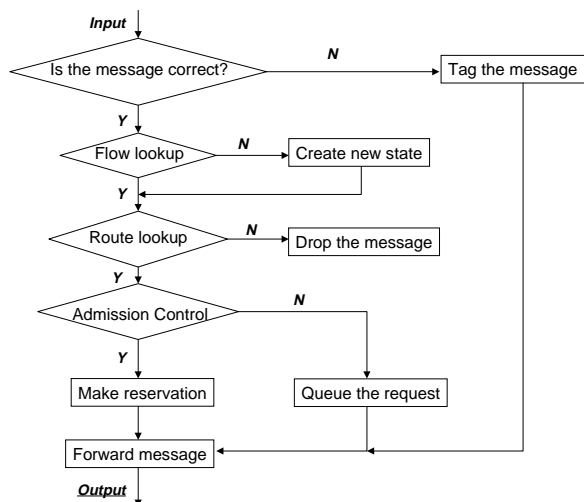 Input
N
Is the message correct?
Tag the message
Y
Flow lookup
N
Create new state
Y
Route lookup
N
Drop the message
Y
N
Admission Control
Y
Make reservation
Queue the request
Forward message
Output